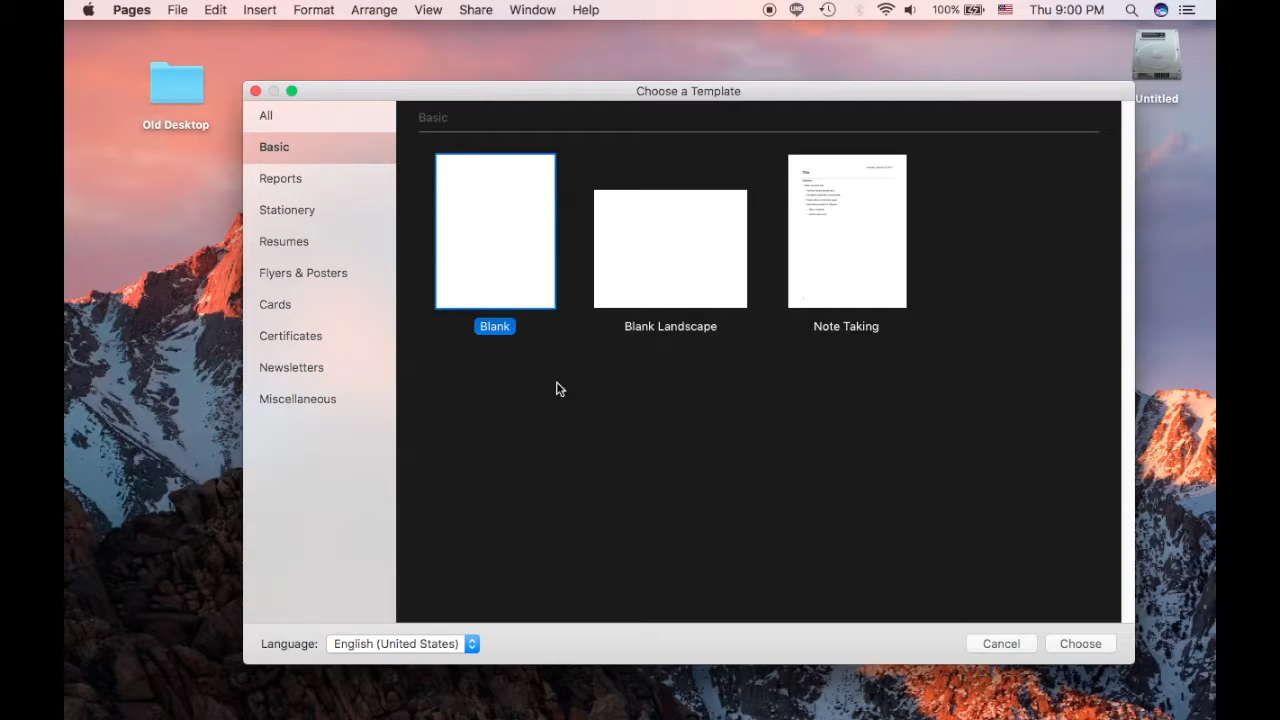 Pages File Edit Insert Format Arrange View Share Window Help 100% Thu 9:00 PM
Old Desktop
Untitled
Choose a Template
All
Basic
Reports
Stationery
Resumes
Flyers & Posters
Cards
Certificates
Newsletters
Miscellaneous
Basic
Blank
Blank Landscape
Title
Note Taking
Language: English (United States)
Cancel
Choose